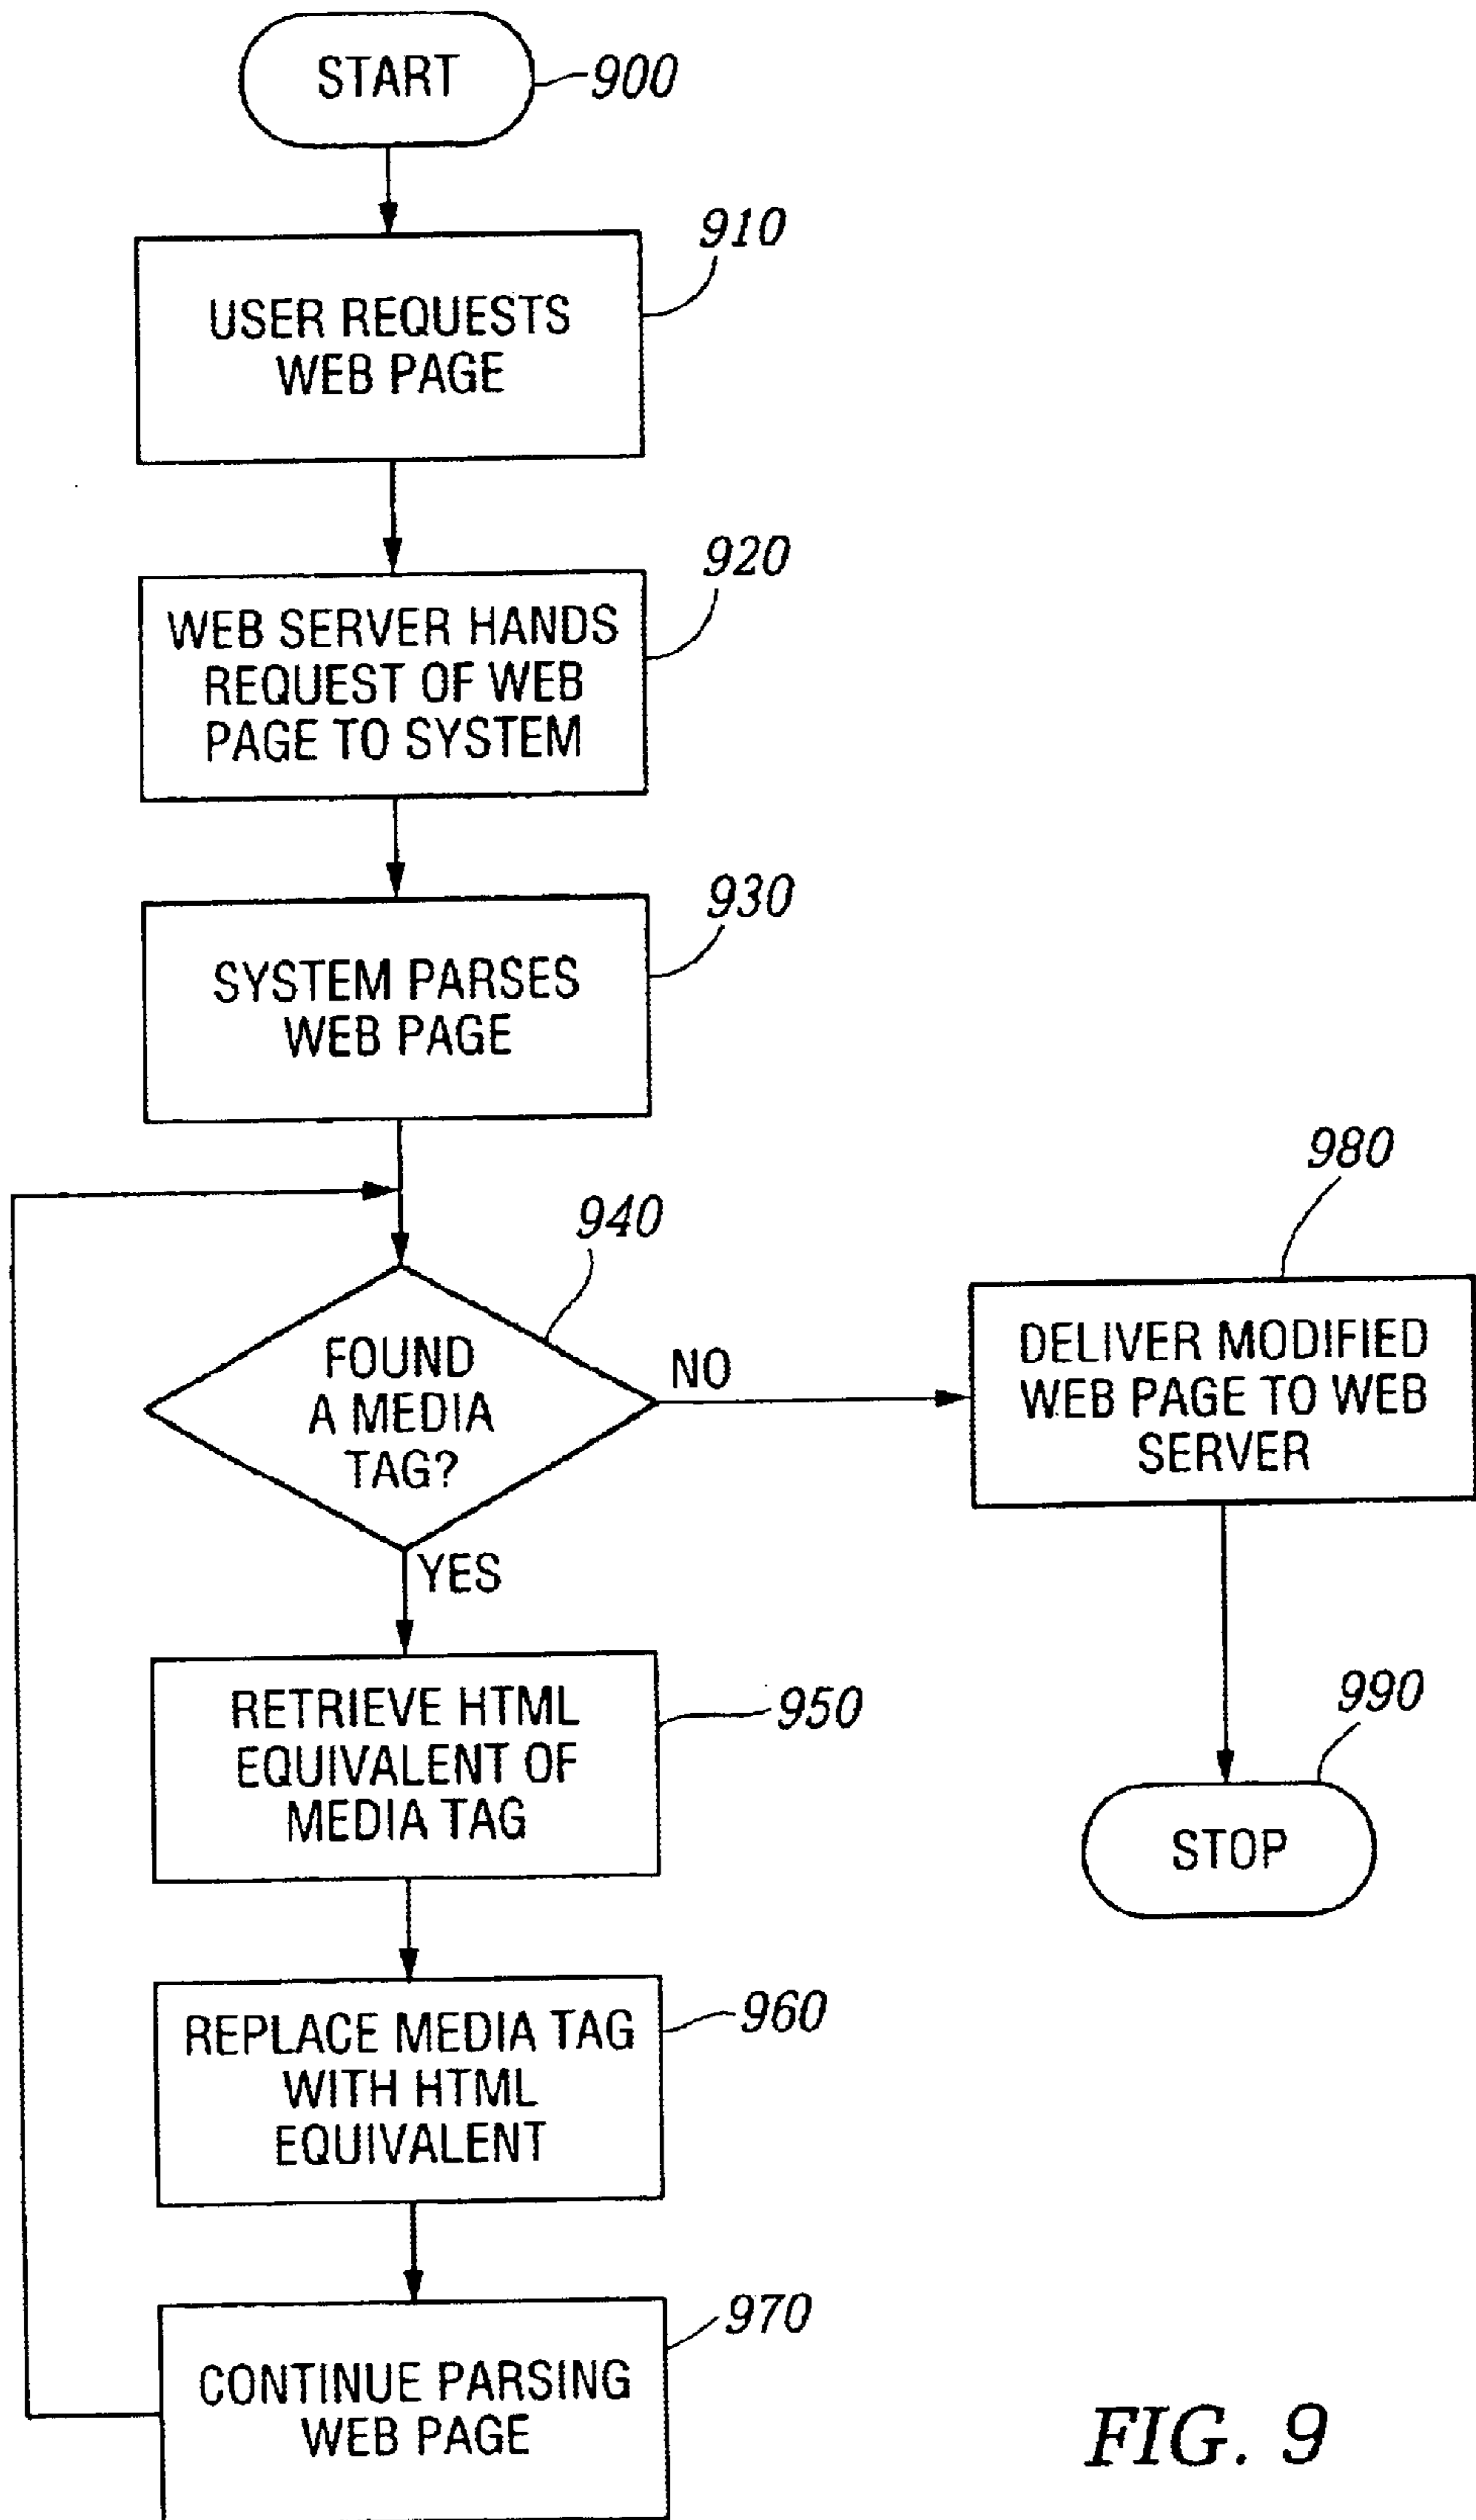 START
900
910
USER REQUESTS
WEB PAGE
920
WEB SERVER HANDS
REQUEST OF WEB
PAGE TO SYSTEM
930
SYSTEM PARSES
WEB PAGE
940
FOUND
A MEDIA
TAG?
NO
YES
980
DELIVER MODIFIED
WEB PAGE TO WEB
SERVER
990
STOP
950
RETRIEVE HTML
EQUIVALENT OF
MEDIA TAG
960
REPLACE MEDIA TAG
WITH HTML
EQUIVALENT
970
CONTINUE PARSING
WEB PAGE
FIG. 9